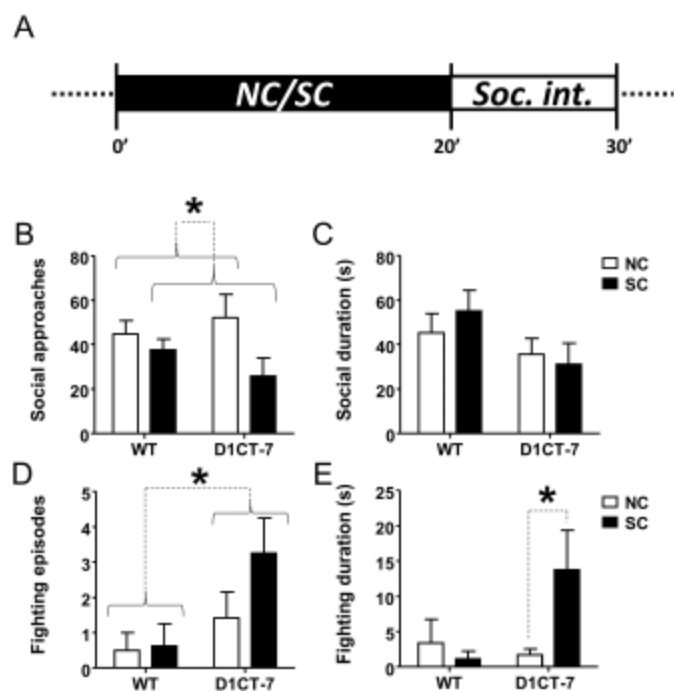 A
NC/SC
Soc. int.
0'
20'
30'
*
B
Social approaches
80
60
40
20
0
WT
D1CT-7
C
Social duration (s)
80
60
40
20
0
WT
D1CT-7
NC
SC
D
*
Fighting episodes
5
4
3
2
1
0
WT
D1CT-7
E
*
Fighting duration (s)
25
20
15
10
5
0
WT
D1CT-7
NC
SC